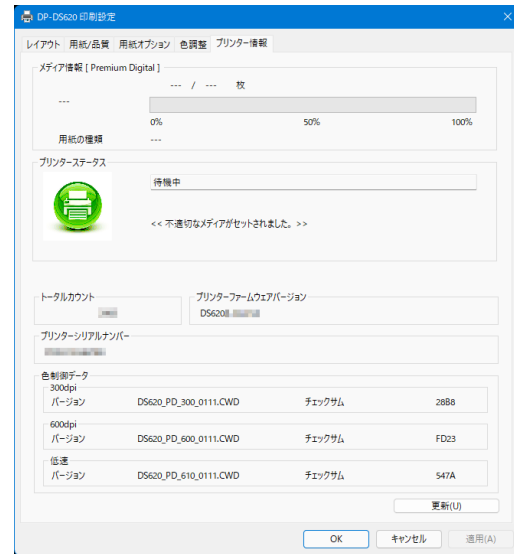 DP-DS620 印刷設定
レイアウト 用紙/品質 用紙オプション 色調整 プリンター情報
メディア情報 [ Premium Digital ]
--- / --- 枚
---
0% 50% 100%
用紙の種類 ---
プリンターステータス
待機中
<< 不適切なメディアがセットされました。 >>
トータルカウント プリンターファームウェアバージョン
DS620
プリンターシリアルナンバー
色制御データ
300dpi
バージョン DS620_PD_300_0111.CWD チェックサム 28B8
600dpi
バージョン DS620_PD_600_0111.CWD チェックサム FD23
低速
バージョン DS620_PD_610_0111.CWD チェックサム 547A
更新(U)
OK キャンセル 適用(A)